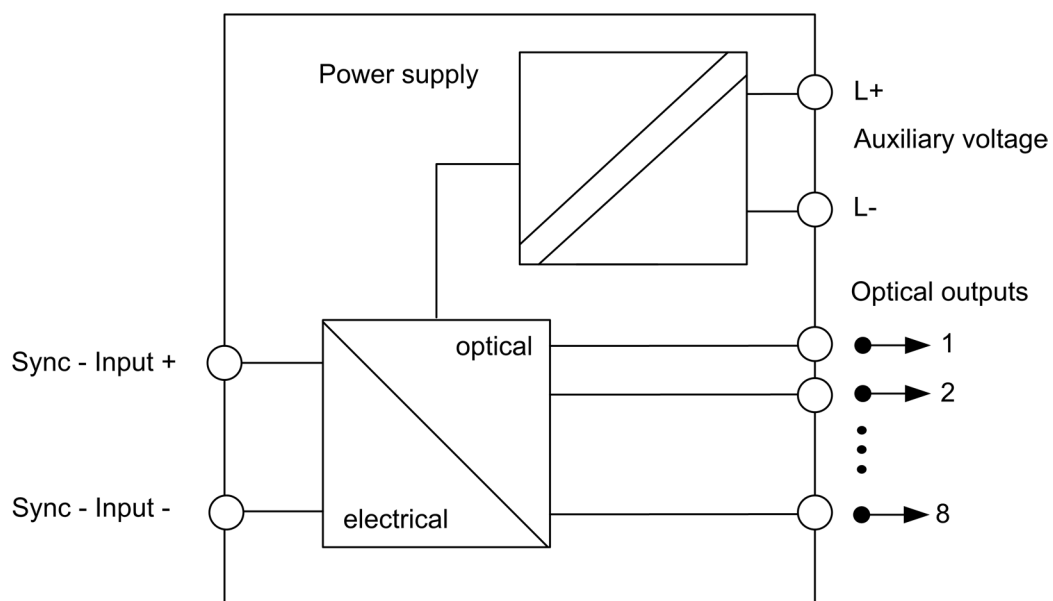 Power supply
L+
Auxiliary voltage
L-
Optical outputs
optical
1
Sync - Input +
2
Sync - Input -
electrical
8